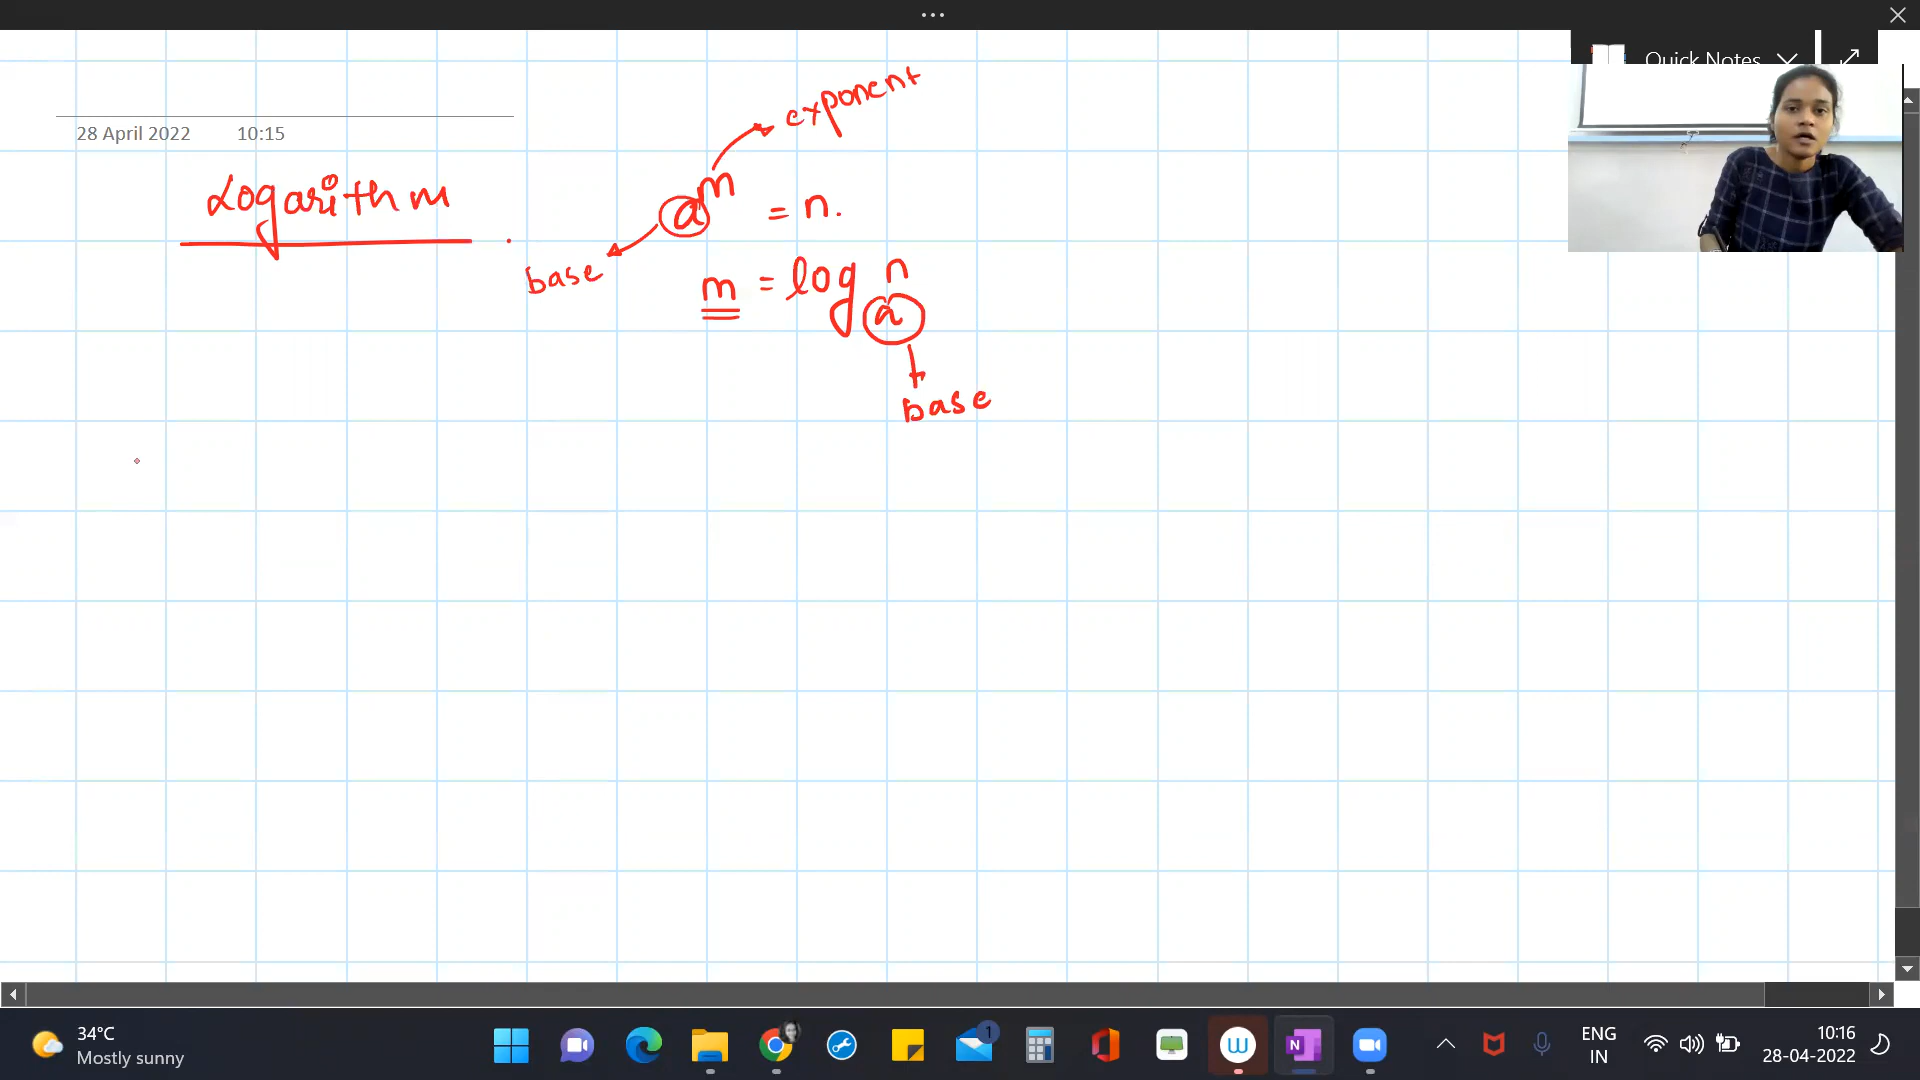 Quick Notes
28 April 2022 10:15
Logarithm
exponent
a^m = n.
base
m = log_a n
base
34°C
Mostly sunny
1
ENG
IN
10:16
28-04-2022